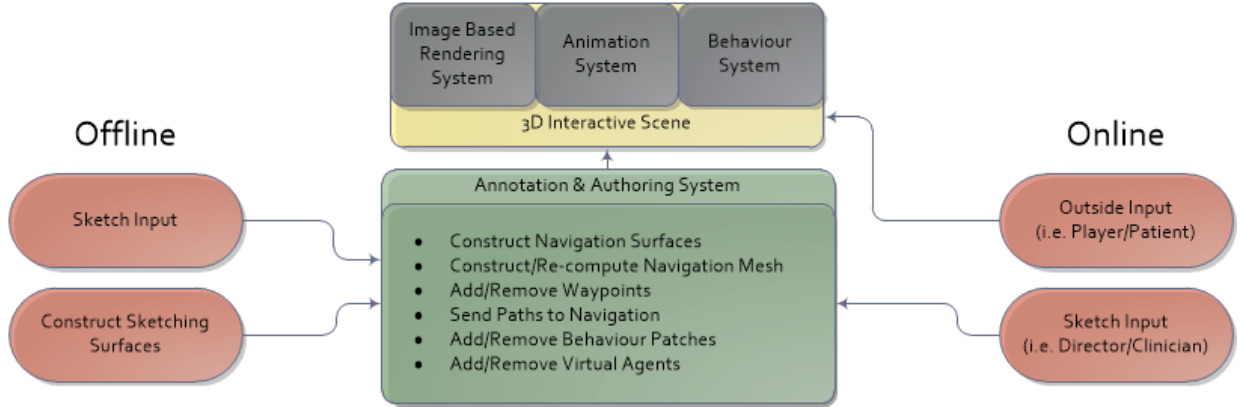 Image Based
Rendering
System
Animation
System
Behaviour
System
3D Interactive Scene
Offline
Online
Annotation & Authoring System
Sketch Input
Construct Sketching
Surfaces
• Construct Navigation Surfaces
• Construct/Re-compute Navigation Mesh
• Add/Remove Waypoints
• Send Paths to Navigation
• Add/Remove Behaviour Patches
• Add/Remove Virtual Agents
Outside Input
(i.e. Player/Patient)
Sketch Input
(i.e. Director/Clinician)